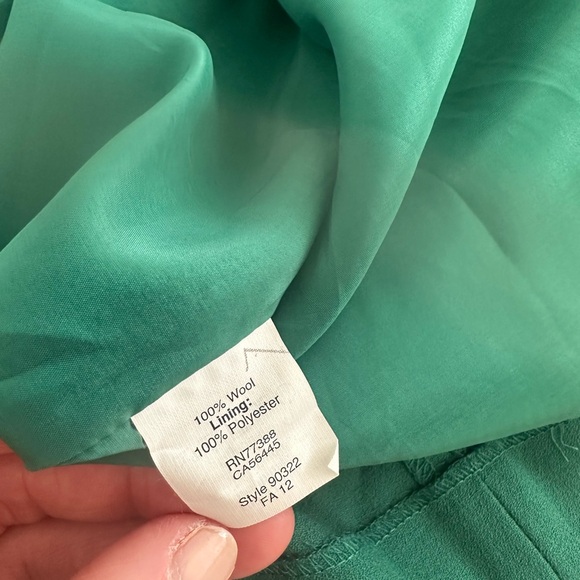 100% Wool
Lining:
100% Polyester
RN77388
CA56445
Style 90322
FA 12